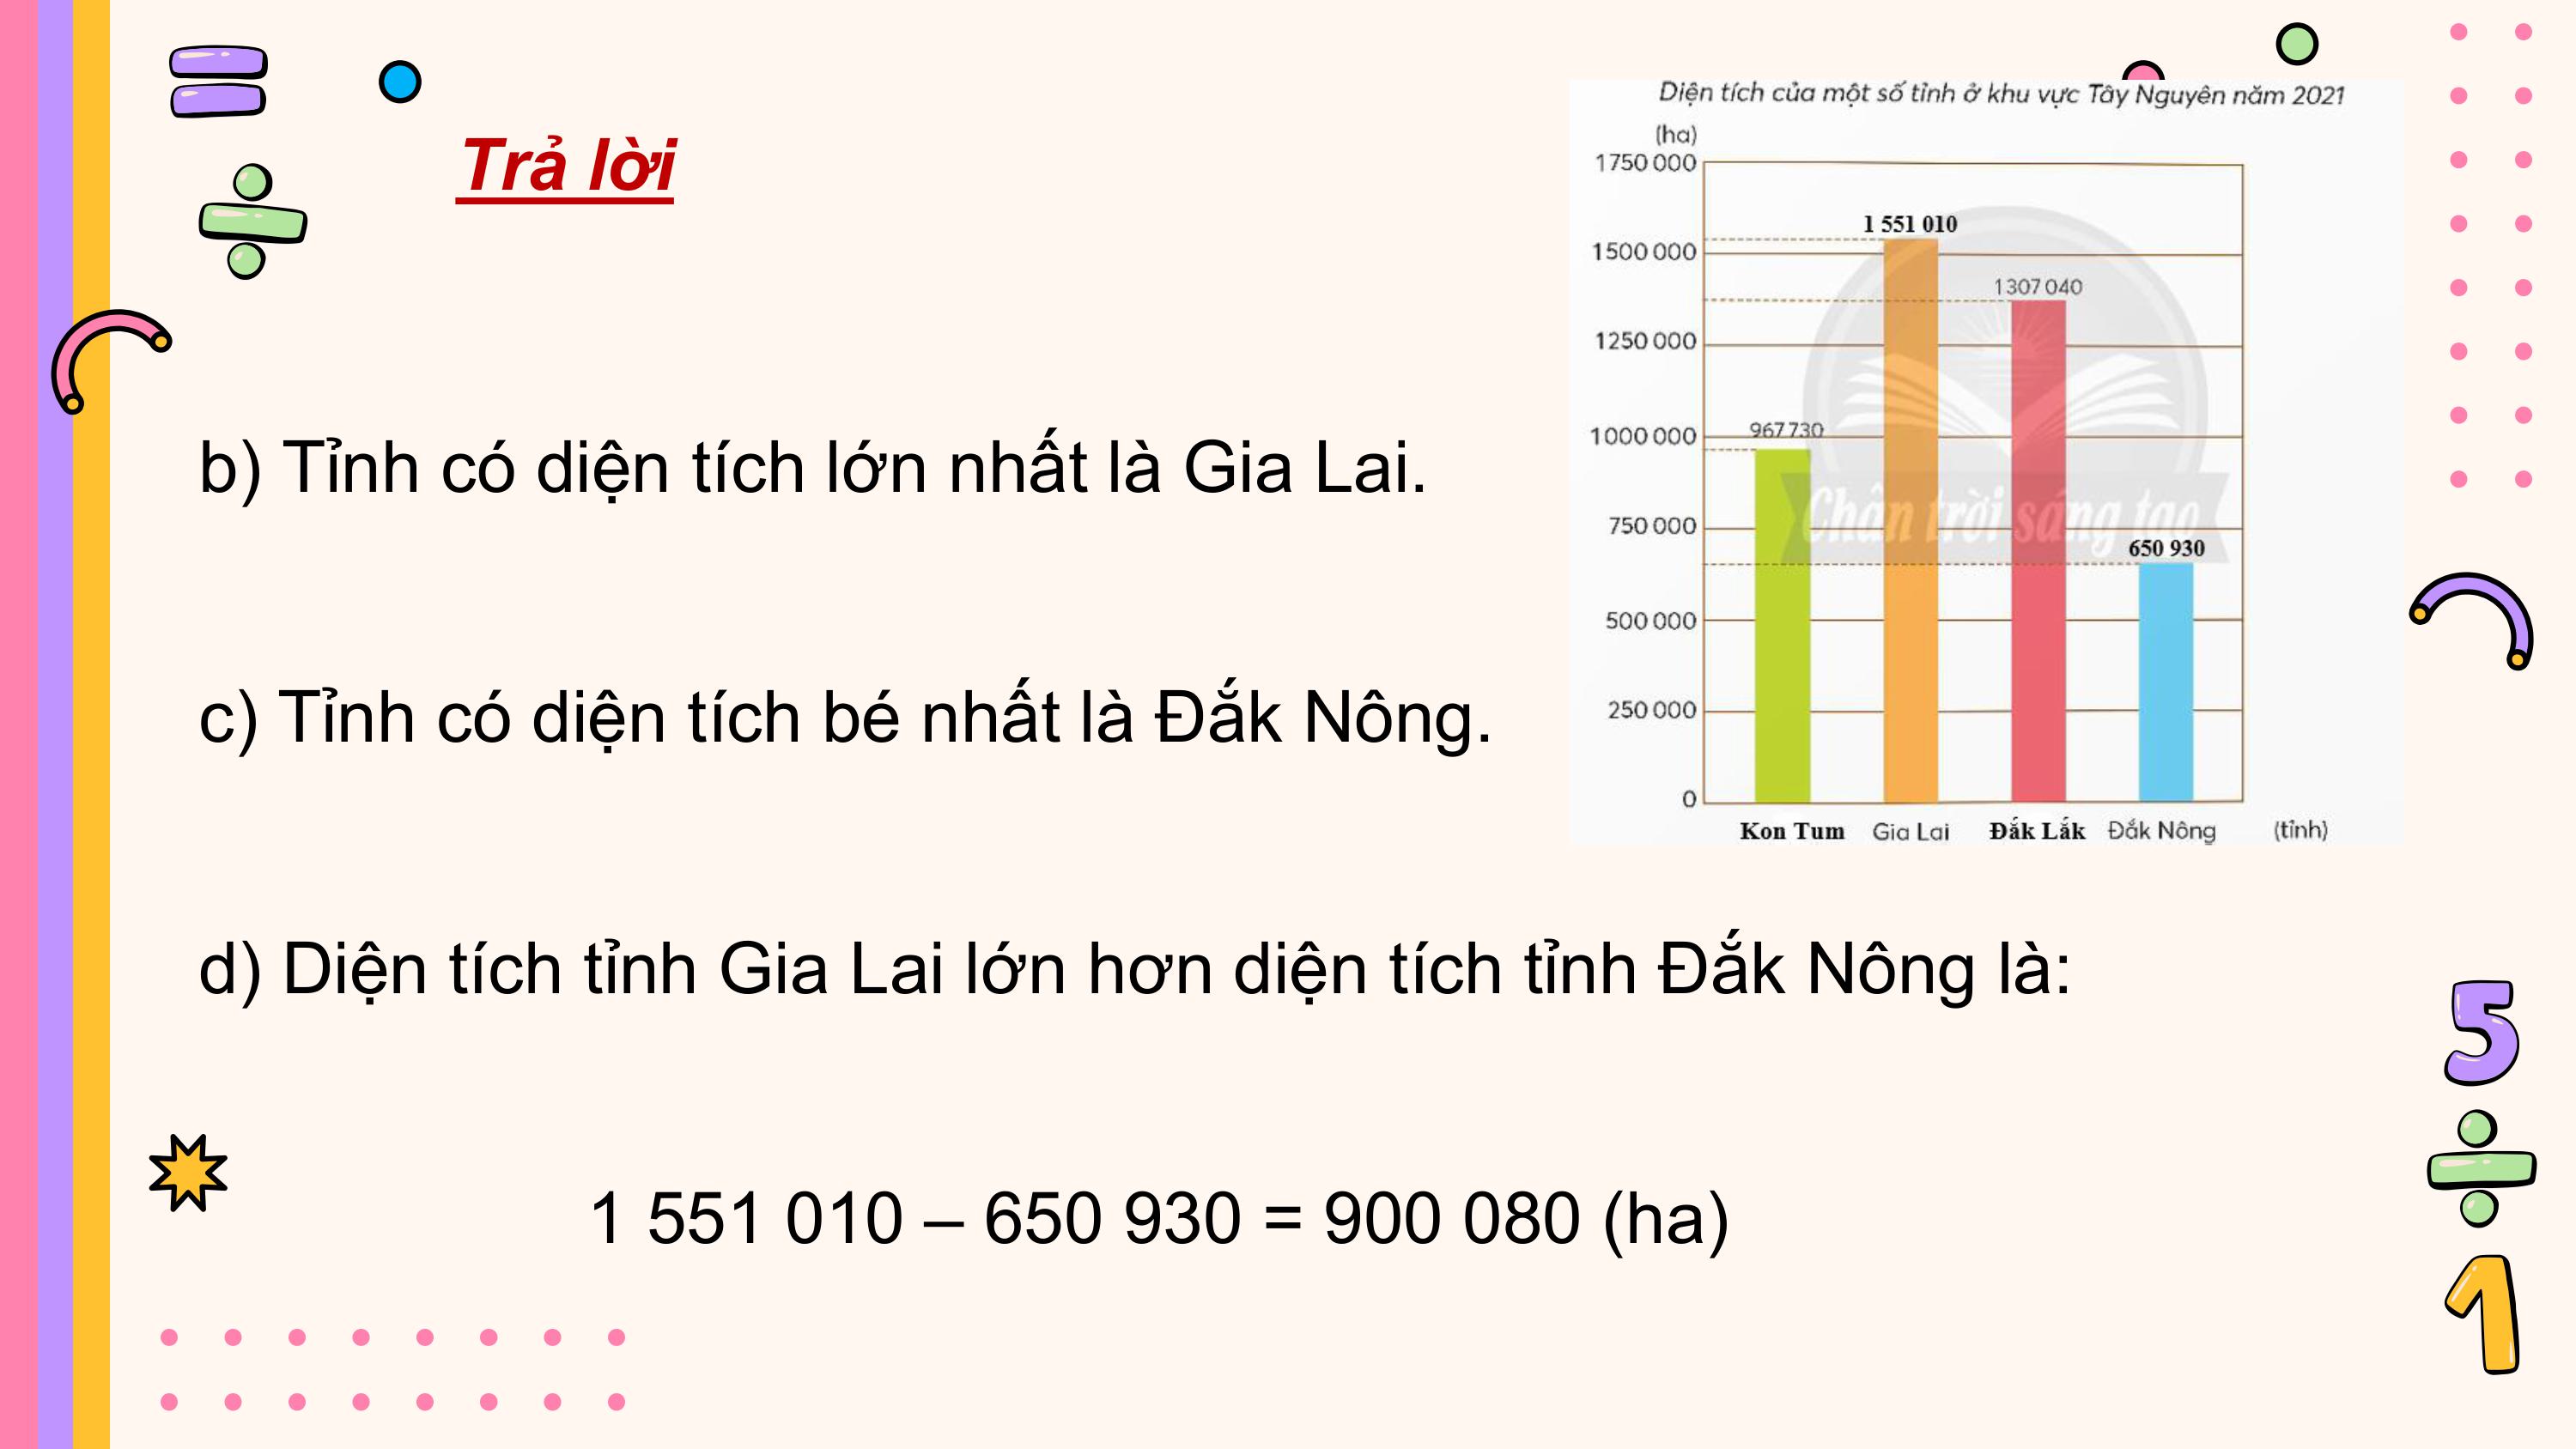 Trả lời
b) Tỉnh có diện tích lớn nhất là Gia Lai.
c) Tỉnh có diện tích bé nhất là Đắk Nông.
d) Diện tích tỉnh Gia Lai lớn hơn diện tích tỉnh Đắk Nông là:
1 551 010 – 650 930 = 900 080 (ha)
Diện tích của một số tỉnh ở khu vực Tây Nguyên năm 2021
(ha)
1750 000
1 551 010
1500 000
1307 040
1250 000
967 730
1000 000
Chân trời sáng tạo
750 000
650 930
500 000
250 000
0
Kon Tum Gia Lai Đắk Lắk Đắk Nông (tỉnh)
5
÷
1